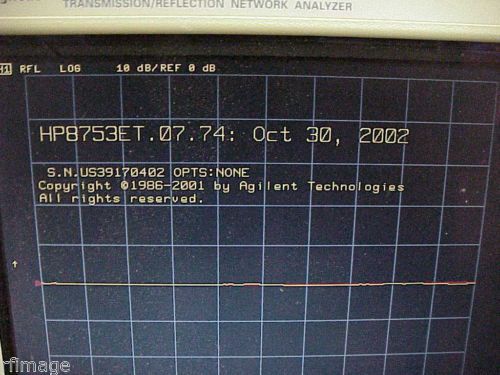 TRANSMISSION/REFLECTION NETWORK ANALYZER
RFL LOG 10 dB/REF 0 dB
HP8753ET.07.74: Oct 30, 2002
S.N.US39170402 OPTS:NONE
Copyright ©1986-2001 by Agilent Technologies
All rights reserved.
rfimage